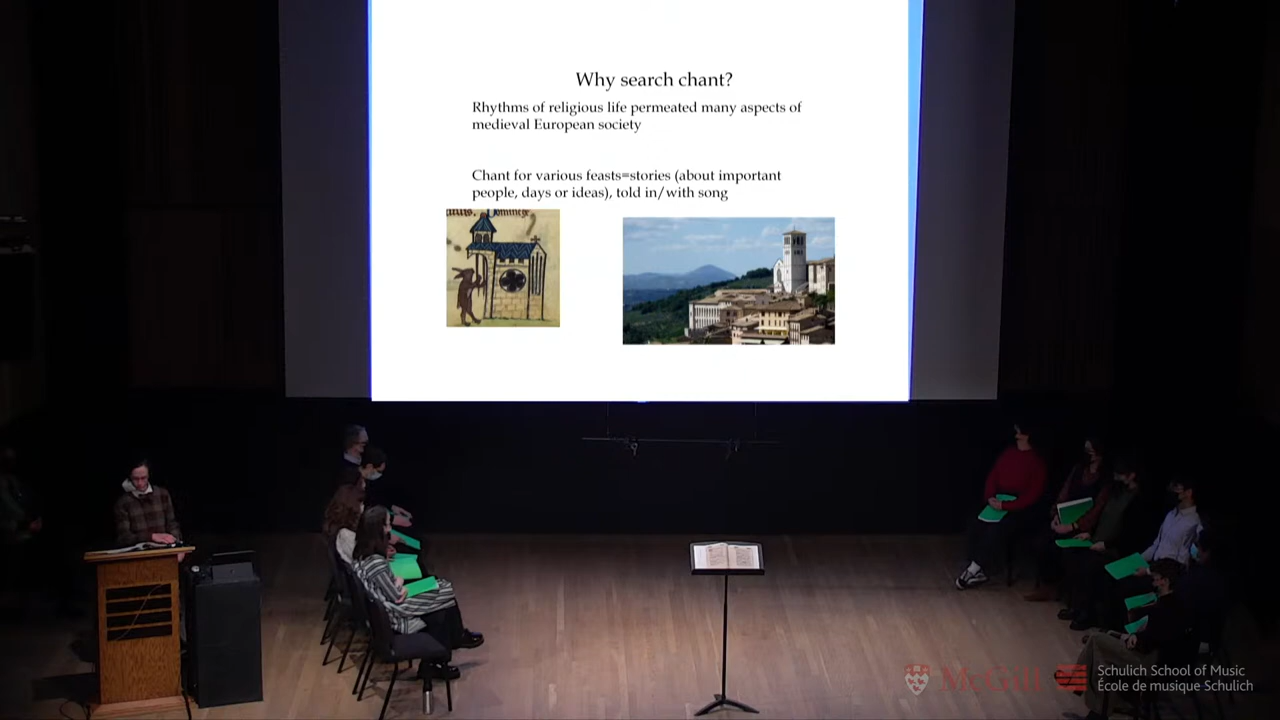 Why search chant?
Rhythms of religious life permeated many aspects of
medieval European society
Chant for various feasts=stories (about important
people, days or ideas), told in/with song
McGill
Schulich School of Music
École de musique Schulich